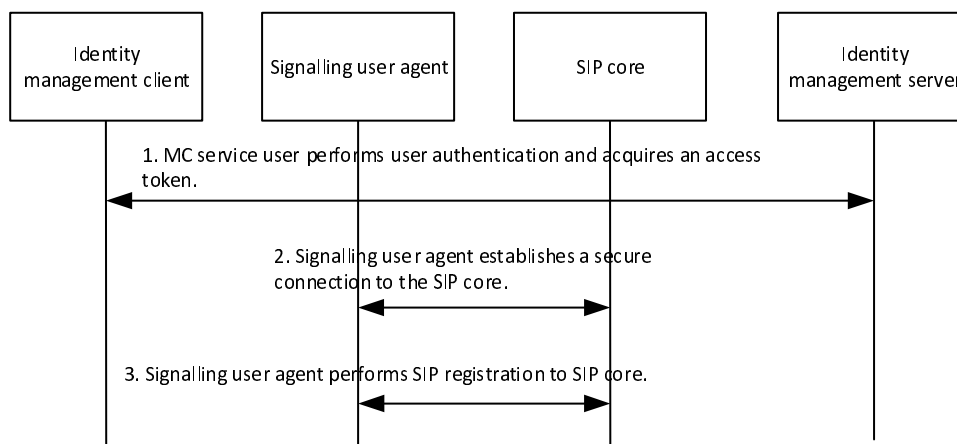 Identity
management client
Signalling user agent
SIP core
Identity
management server
1. MC service user performs user authentication and acquires an access
token.
2. Signalling user agent establishes a secure
connection to the SIP core.
3. Signalling user agent performs SIP registration to SIP core.